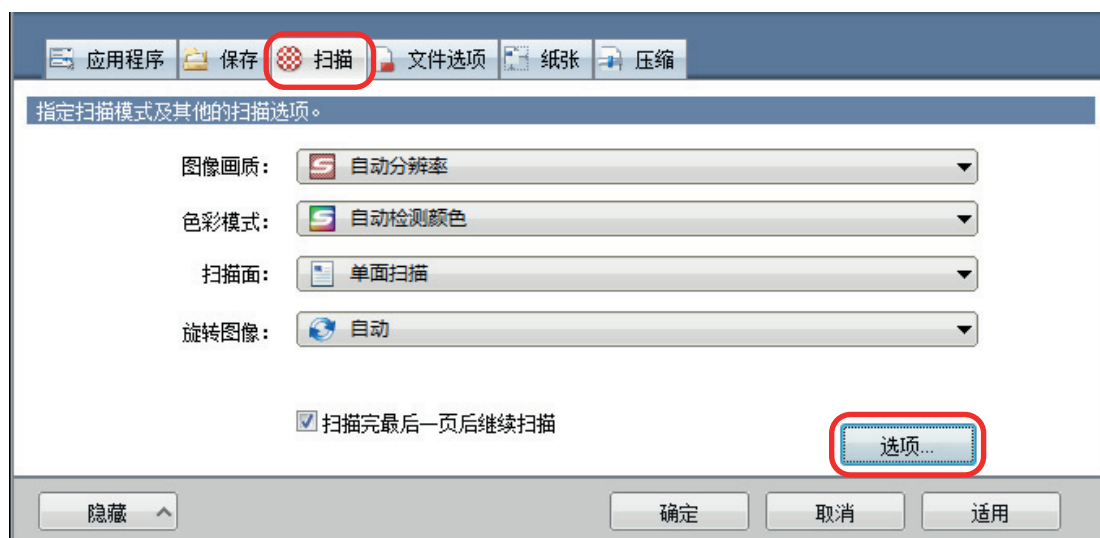 应用程序 保存 扫描 文件选项 纸张 压缩
指定扫描模式及其他的扫描选项。
图像画质: 自动分辨率
色彩模式: 自动检测颜色
扫描面: 单面扫描
旋转图像: 自动
扫描完最后一页后继续扫描
选项...
隐藏 确定 取消 适用